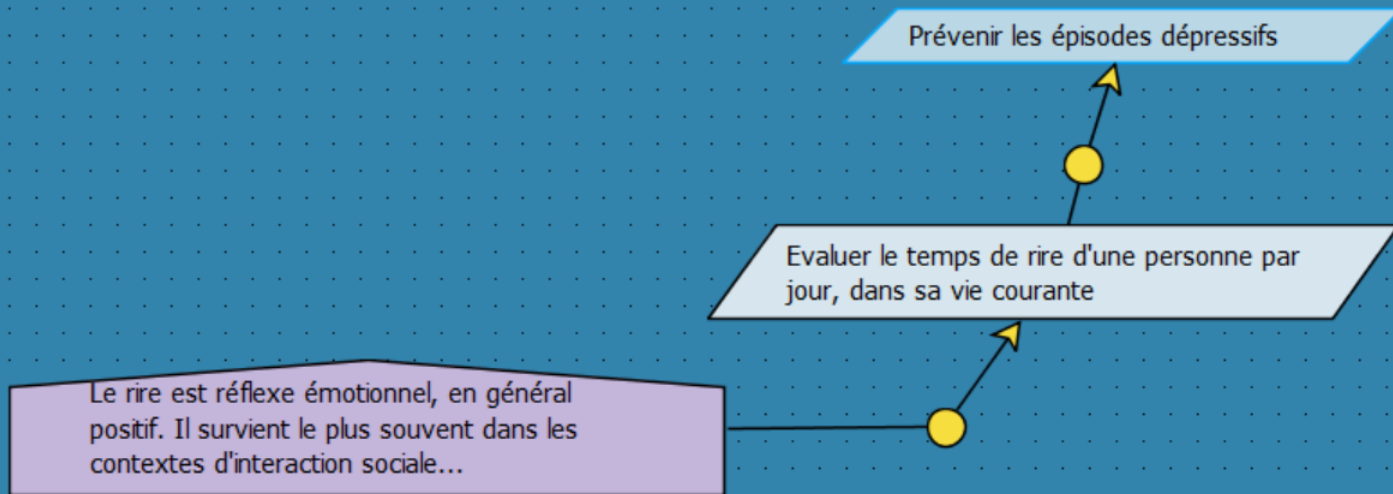 Prévenir les épisodes dépressifs
Evaluer le temps de rire d'une personne par
jour, dans sa vie courante
Le rire est réflexe émotionnel, en général
positif. Il survient le plus souvent dans les
contextes d'interaction sociale...